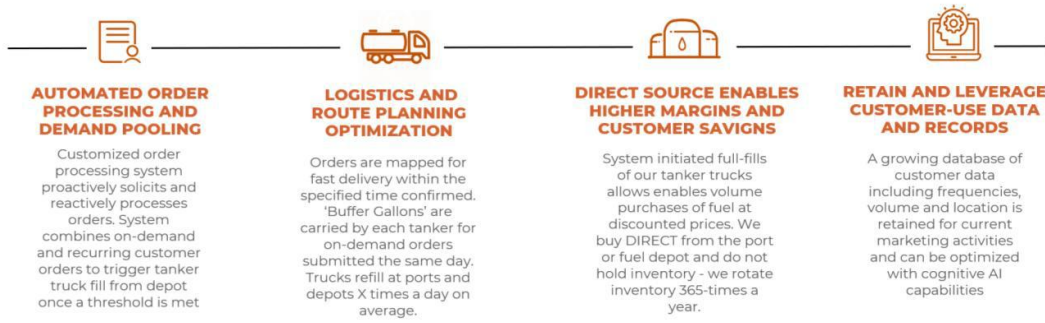 AUTOMATED ORDER
PROCESSING AND
DEMAND POOLING
Customized order
processing system
proactively solicits and
reactively processes
orders. System
combines on-demand
and recurring customer
orders to trigger tanker
truck fill from depot
once a threshold is met
LOGISTICS AND
ROUTE PLANNING
OPTIMIZATION
Orders are mapped for
fast delivery within the
specified time confirmed.
'Buffer Gallons' are
carried by each tanker for
on-demand orders
submitted the same day.
Trucks refill at ports and
depots X times a day on
average.
DIRECT SOURCE ENABLES
HIGHER MARGINS AND
CUSTOMER SAVIGNS
System initiated full-fills
of our tanker trucks
allows enables volume
purchases of fuel at
discounted prices. We
buy DIRECT from the port
or fuel depot and do not
hold inventory - we rotate
inventory 365-times a
year.
RETAIN AND LEVERAGE
CUSTOMER-USE DATA
AND RECORDS
A growing database of
customer data
including frequencies,
volume and location is
retained for current
marketing activities
and can be optimized
with cognitive AI
capabilities